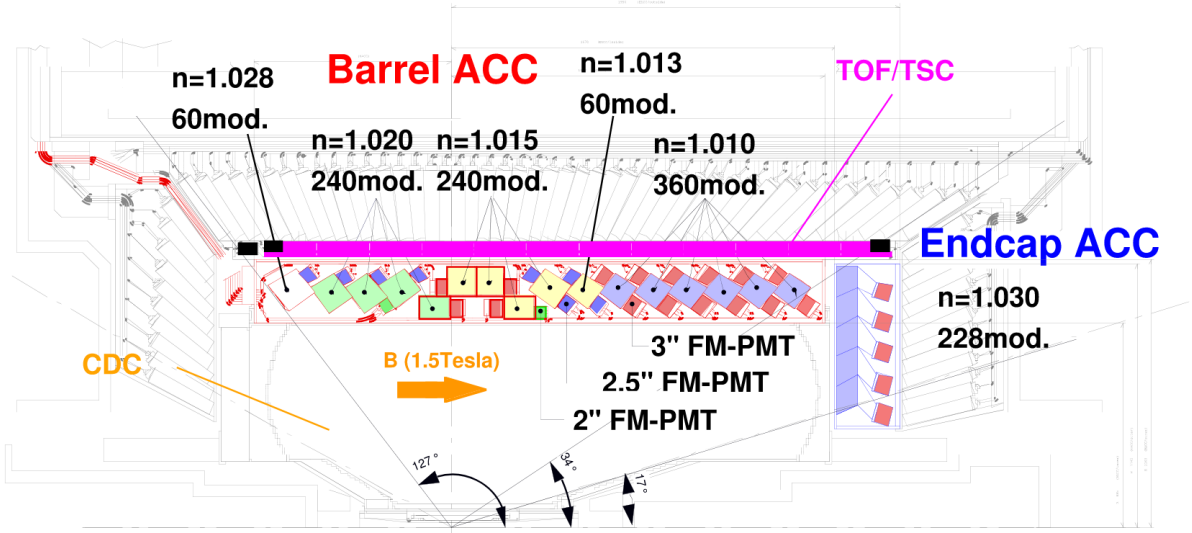 Barrel ACC
n=1.028
60mod.
n=1.020
240mod.
n=1.015
240mod.
n=1.013
60mod.
n=1.010
360mod.
TOF/TSC
Endcap ACC
n=1.030
228mod.
CDC
B (1.5Tesla)
3" FM-PMT
2.5" FM-PMT
2" FM-PMT
127°
34°
17°